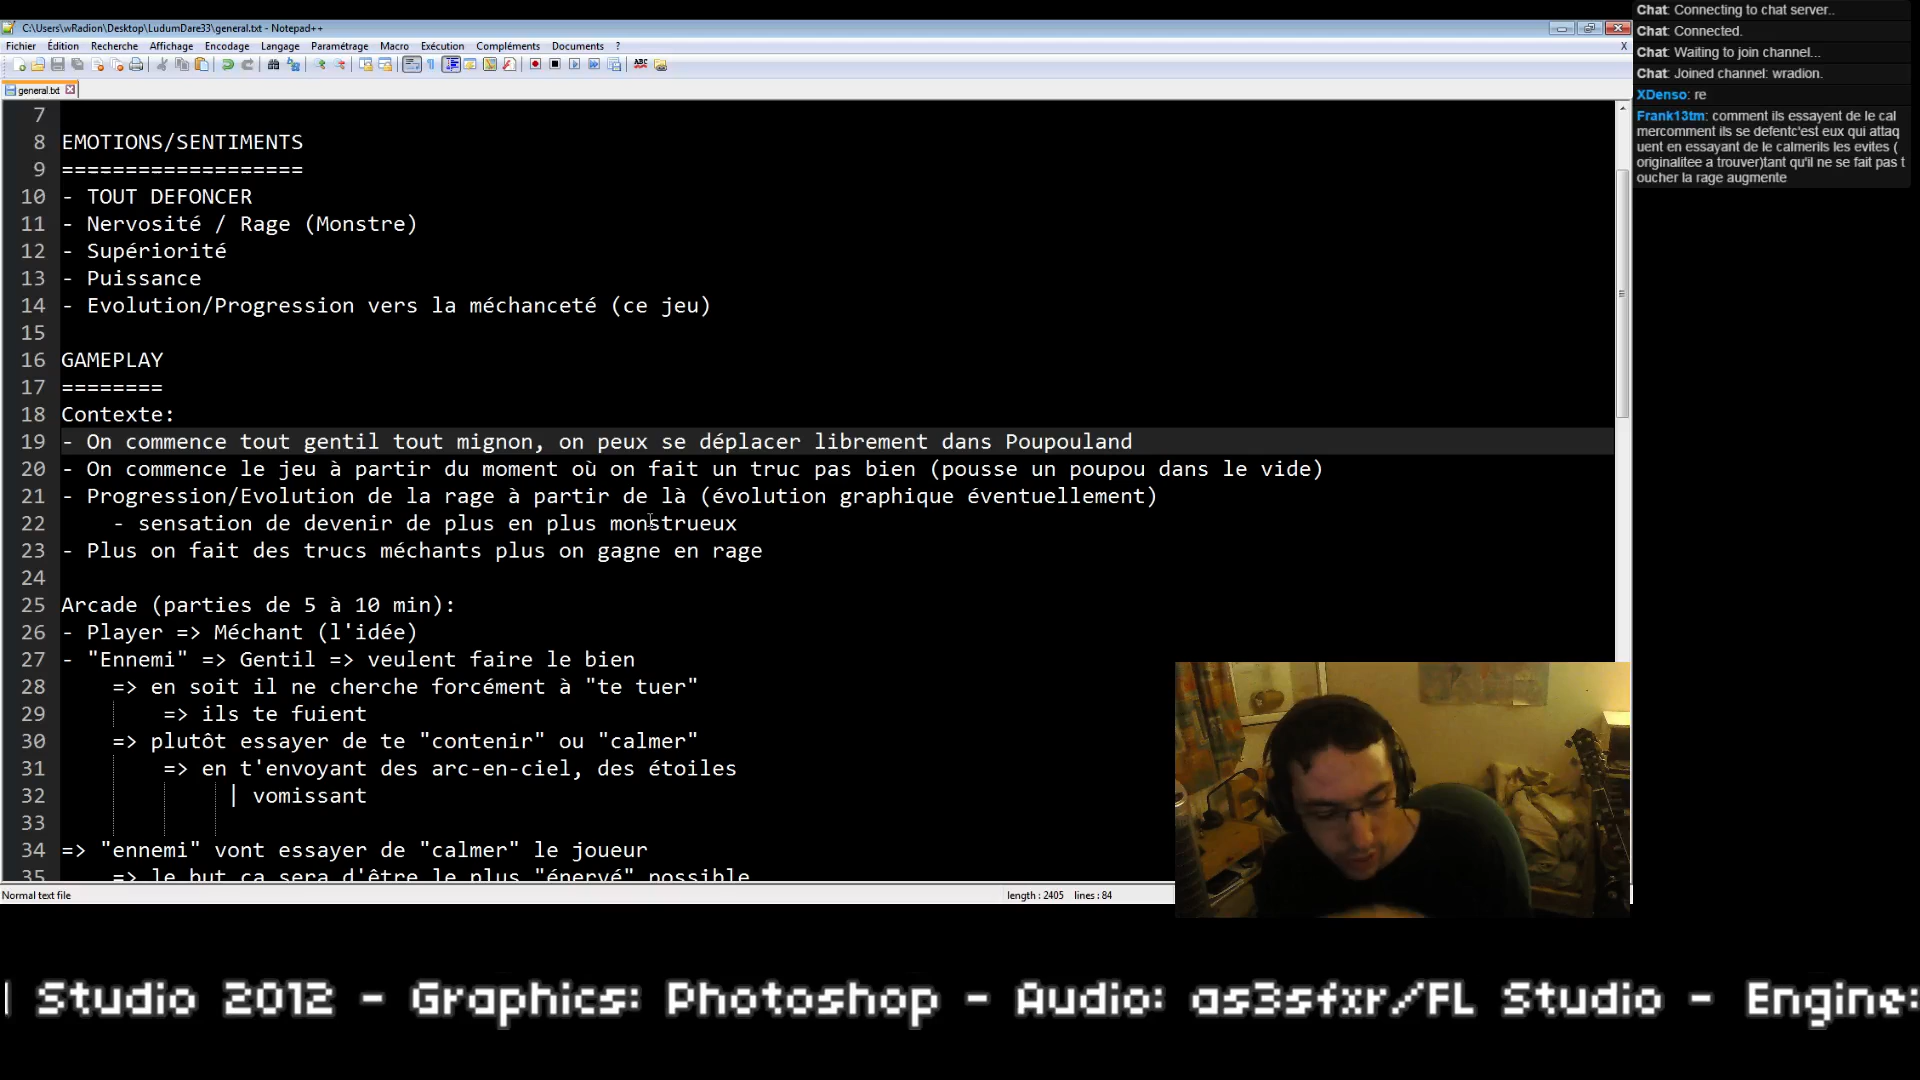 C:\Users\wRadion\Desktop\LudumDare33\general.txt - Notepad++
Fichier Édition Recherche Affichage Encodage Langage Paramétrage Macro Exécution Compléments Documents ? X
general.txt
7
8 EMOTIONS/SENTIMENTS
9 ===================
10 - TOUT DEFONCER
11 - Nervosité / Rage (Monstre)
12 - Supériorité
13 - Puissance
14 - Evolution/Progression vers la méchanceté (ce jeu)
15
16 GAMEPLAY
17 ========
18 Contexte:
19 - On commence tout gentil tout mignon, on peux se déplacer librement dans Poupouland
20 - On commence le jeu à partir du moment où on fait un truc pas bien (pousse un poupou dans le vide)
21 - Progression/Evolution de la rage à partir de là (évolution graphique éventuellement)
22 - sensation de devenir de plus en plus monstrueux
23 - Plus on fait des trucs méchants plus on gagne en rage
24
25 Arcade (parties de 5 à 10 min):
26 - Player => Méchant (l'idée)
27 - "Ennemi" => Gentil => veulent faire le bien
28 => en soit il ne cherche forcément à "te tuer"
29 => ils te fuient
30 => plutôt essayer de te "contenir" ou "calmer"
31 => en t'envoyant des arc-en-ciel, des étoiles
32 | vomissant
33
34 => "ennemi" vont essayer de "calmer" le joueur
35 => le but ça sera d'être le plus "énervé" possible
Normal text file length : 2405 lines : 84
Chat: Connecting to chat server..
Chat: Connected.
Chat: Waiting to join channel...
Chat: Joined channel: wradion.
XDenso: re
Frank13tm: comment ils essayent de le cal
mercomment ils se defentc'est eux qui attaq
uent en essayant de le calmerils les evites (
originalitee a trouver)tant qu'il ne se fait pas t
oucher la rage augmente
Studio 2012 - Graphics: Photoshop - Audio: as3sfxr/FL Studio - Engine: